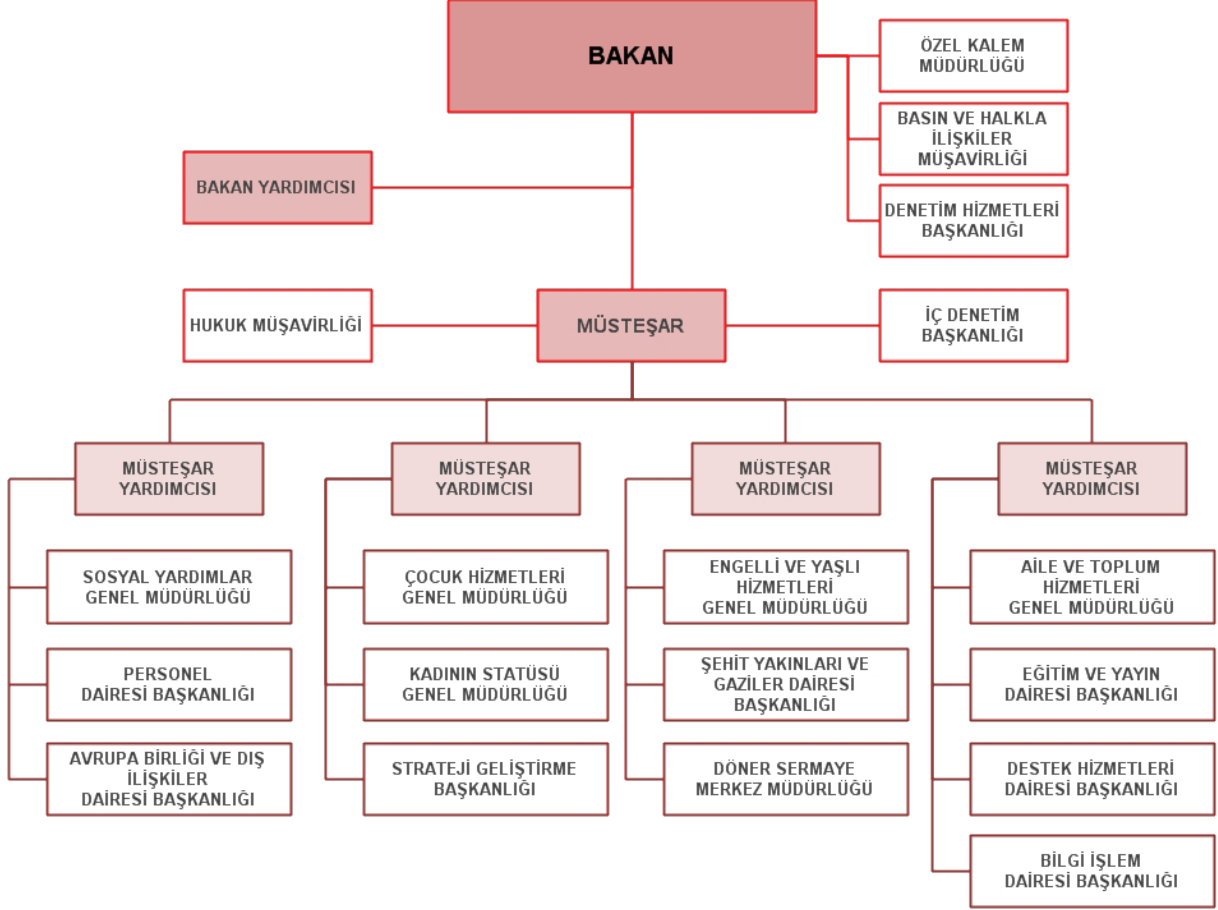 BAKAN
ÖZEL KALEM
MÜDÜRLÜĞÜ
BASIN VE HALKLA
İLİŞKİLER
MÜŞAVİRLİĞİ
BAKAN YARDIMCISI
DENETİM HİZMETLERİ
BAŞKANLIĞI
HUKUK MÜŞAVİRLİĞİ
MÜSTEŞAR
İÇ DENETİM
BAŞKANLIĞI
MÜSTEŞAR
YARDIMCISI
MÜSTEŞAR
YARDIMCISI
MÜSTEŞAR
YARDIMCISI
MÜSTEŞAR
YARDIMCISI
SOSYAL YARDIMLAR
GENEL MÜDÜRLÜĞÜ
ÇOCUK HİZMETLERİ
GENEL MÜDÜRLÜĞÜ
ENGELLİ VE YAŞLI
HİZMETLERİ
GENEL MÜDÜRLÜĞÜ
AİLE VE TOPLUM
HİZMETLERİ
GENEL MÜDÜRLÜĞÜ
PERSONEL
DAİRESİ BAŞKANLIĞI
KADININ STATÜSÜ
GENEL MÜDÜRLÜĞÜ
ŞEHİT YAKINLARI VE
GAZİLER DAİRESİ
BAŞKANLIĞI
EĞİTİM VE YAYIN
DAİRESİ BAŞKANLIĞI
AVRUPA BİRLİĞİ VE DIŞ
İLİŞKİLER
DAİRESİ BAŞKANLIĞI
STRATEJİ GELİŞTİRME
BAŞKANLIĞI
DÖNER SERMAYE
MERKEZ MÜDÜRLÜĞÜ
DESTEK HİZMETLERİ
DAİRESİ BAŞKANLIĞI
BİLGİ İŞLEM
DAİRESİ BAŞKANLIĞI